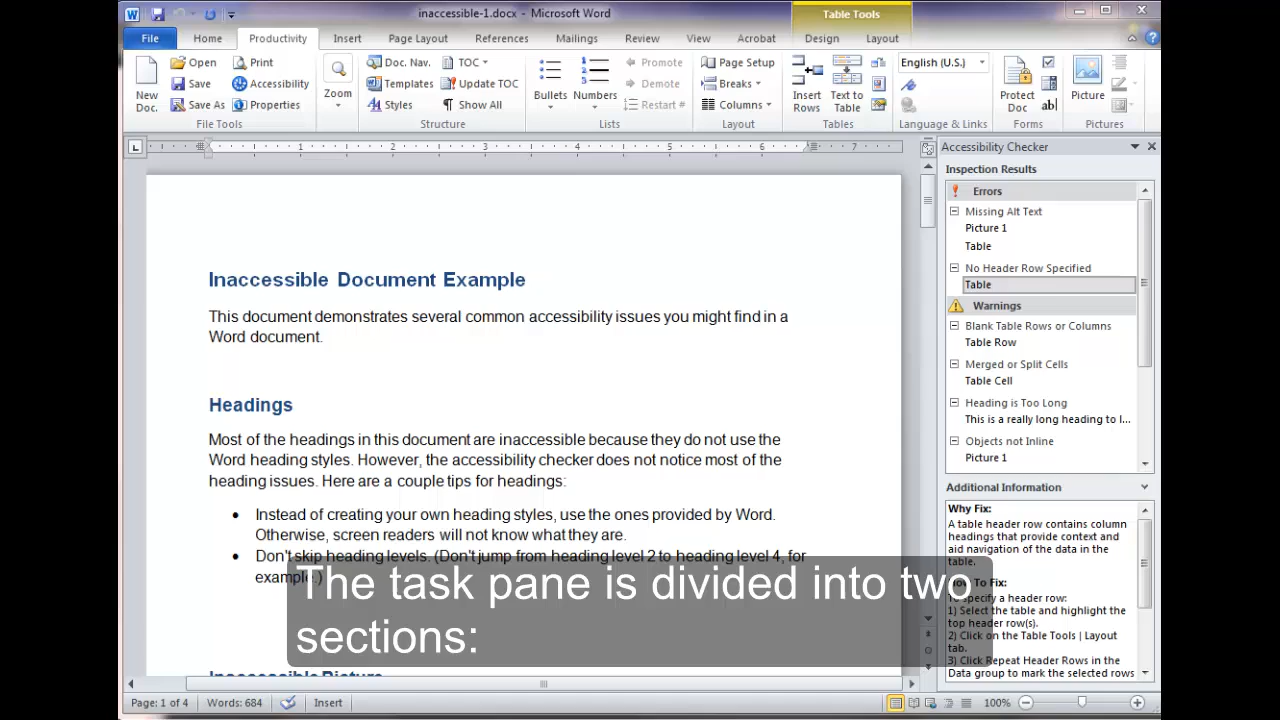 inaccessible-1.docx - Microsoft Word
Table Tools
File Home Productivity Insert Page Layout References Mailings Review View Acrobat Design Layout
New Doc.
Open
Save
Save As
Print
Accessibility
Properties
File Tools
Zoom
Doc. Nav.
Templates
Styles
TOC
Update TOC
Show All
Structure
Bullets
Numbers
Promote
Demote
Restart #
Lists
Page Setup
Breaks
Columns
Layout
Insert Rows
Text to Table
Tables
English (U.S.)
Language & Links
Protect Doc
ab|
Forms
Picture
Pictures
1 2 3 4 5 6 7
Inaccessible Document Example
This document demonstrates several common accessibility issues you might find in a
Word document.
Headings
Most of the headings in this document are inaccessible because they do not use the
Word heading styles. However, the accessibility checker does not notice most of the
heading issues. Here are a couple tips for headings:
• Instead of creating your own heading styles, use the ones provided by Word.
Otherwise, screen readers will not know what they are.
• Don't skip heading levels. (Don't jump from heading level 2 to heading level 4, for
example.)
Inaccessible Picture
Accessibility Checker
Inspection Results
Errors
Missing Alt Text
Picture 1
Table
No Header Row Specified
Table
Warnings
Blank Table Rows or Columns
Table Row
Merged or Split Cells
Table Cell
Heading is Too Long
This is a really long heading to l...
Objects not Inline
Picture 1
Additional Information
Why Fix:
A table header row contains column
headings that provide context and
aid navigation of the data in the
table.
How To Fix:
To specify a header row:
1) Select the table and highlight the
top header row(s).
2) Click on the Table Tools | Layout
tab.
3) Click Repeat Header Rows in the
Data group to mark the selected rows
The task pane is divided into two
sections:
Page: 1 of 4 Words: 684 Insert 100%